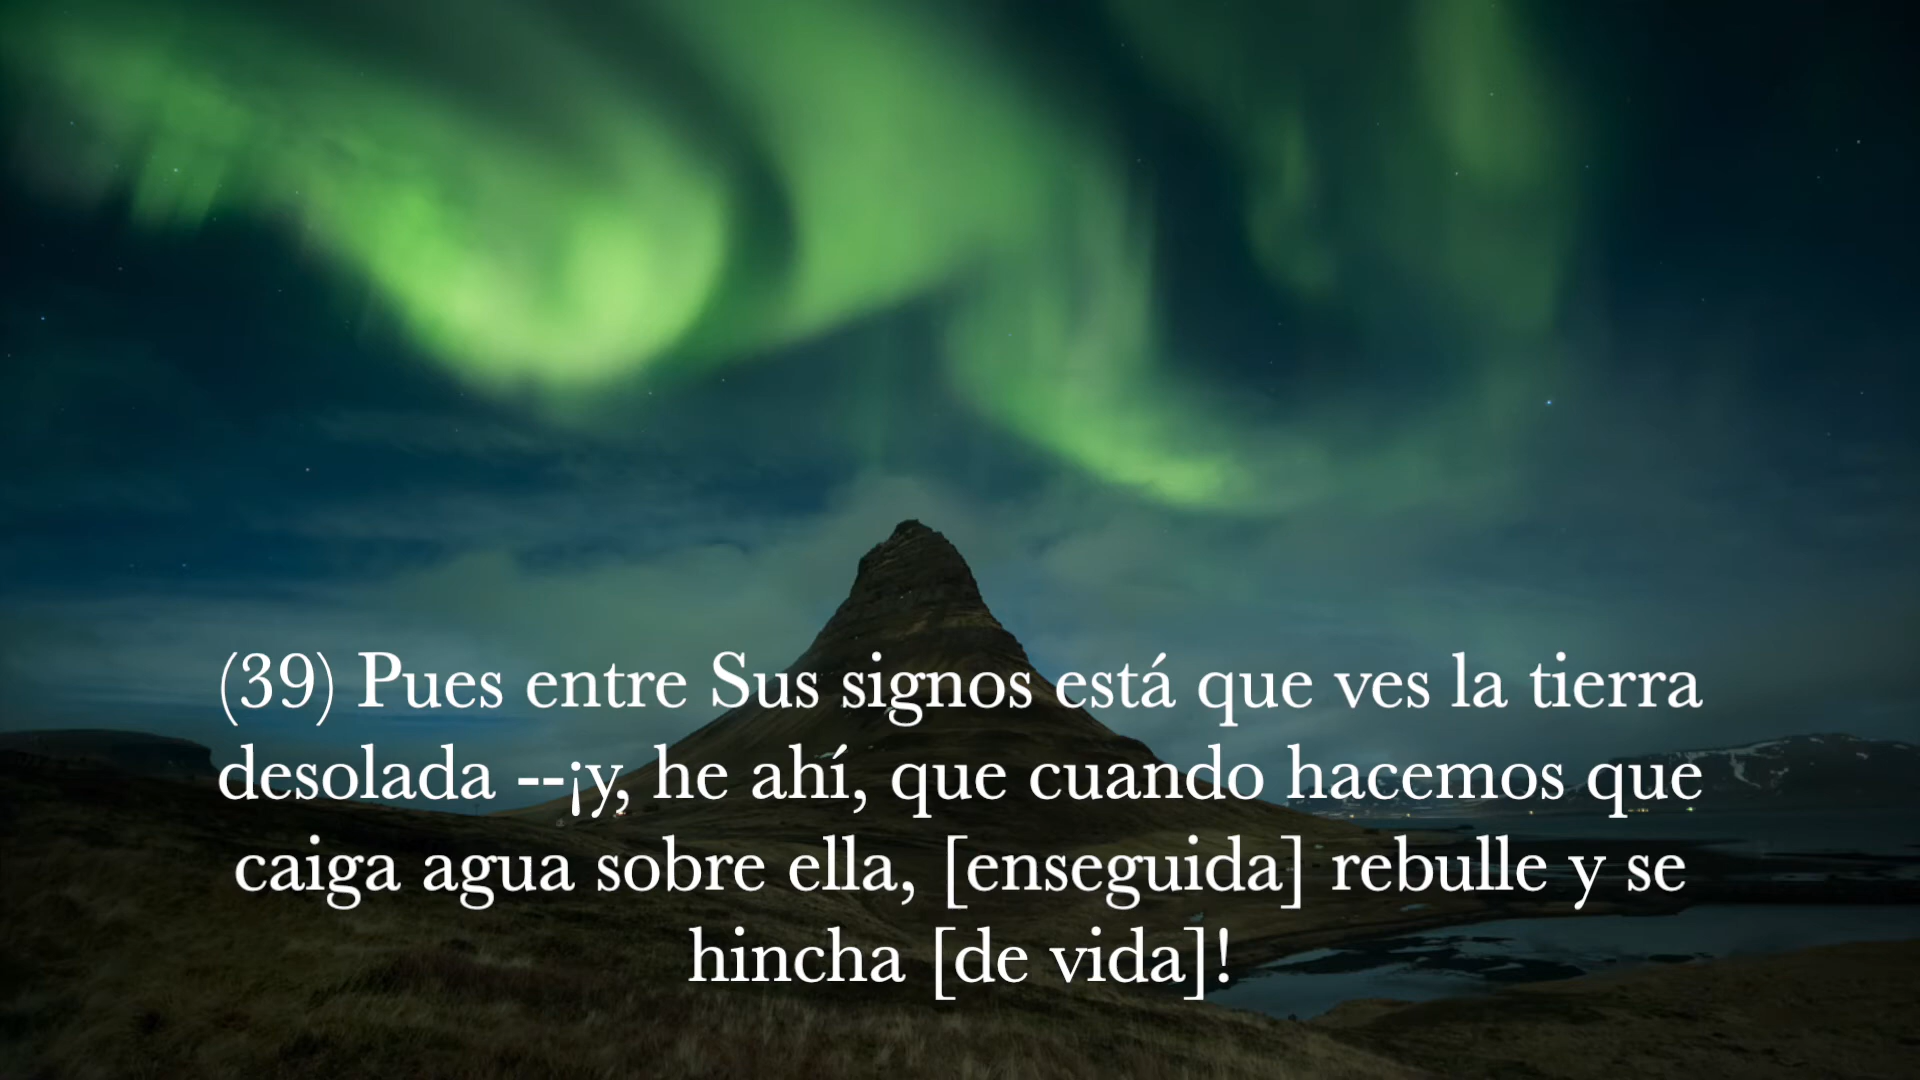 (39) Pues entre Sus signos está que ves la tierra
desolada --¡y, he ahí, que cuando hacemos que
caiga agua sobre ella, [enseguida] rebulle y se
hincha [de vida]!